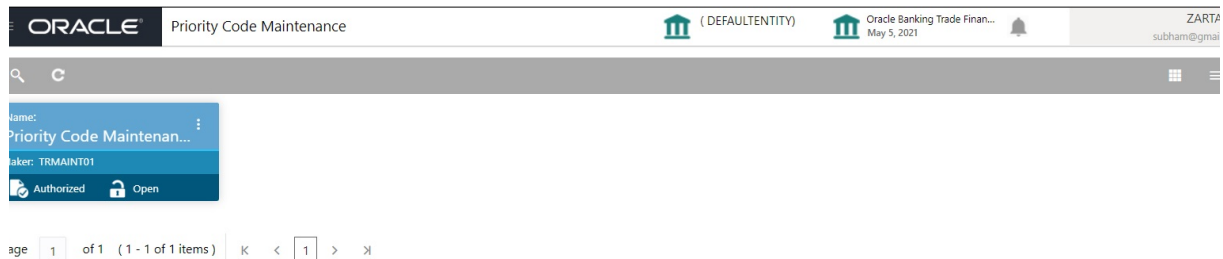 ORACLE® Priority Code Maintenance ( DEFAULTENTITY) Oracle Banking Trade Finan... ZARTA
May 5, 2021 subham@gmai
Name:
Priority Code Maintenan...
Maker: TRMAINT01
Authorized Open
age 1 of 1 ( 1 - 1 of 1 items ) K < 1 > >|